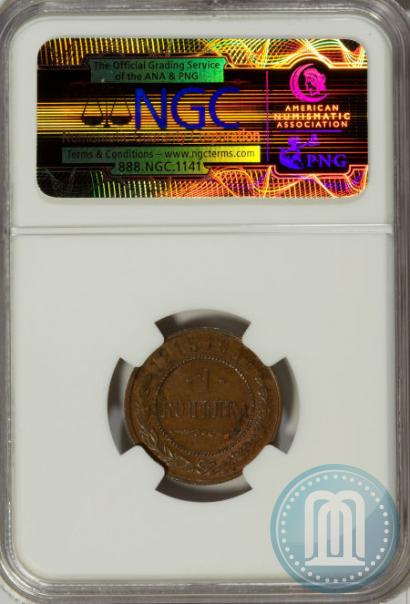 The Official Grading Service
of the ANA & PNG
NGC
Terms & Conditions – www.ngcterms.com
888.NGC.1141
AMERICAN
NUMISMATIC
ASSOCIATION
PNG
1
КОПѢЙКА
M